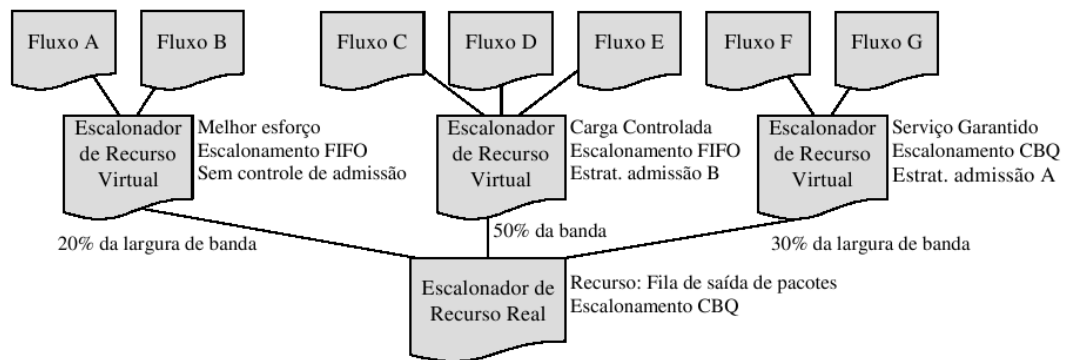 Fluxo A
Fluxo B
Fluxo C
Fluxo D
Fluxo E
Fluxo F
Fluxo G
Escalonador
de Recurso
Virtual
Melhor esforço
Escalonamento FIFO
Sem controle de admissão
Escalonador
de Recurso
Virtual
Carga Controlada
Escalonamento FIFO
Estrat. admissão B
Escalonador
de Recurso
Virtual
Serviço Garantido
Escalonamento CBQ
Estrat. admissão A
20% da largura de banda
50% da banda
30% da largura de banda
Escalonador de
Recurso Real
Recurso: Fila de saída de pacotes
Escalonamento CBQ